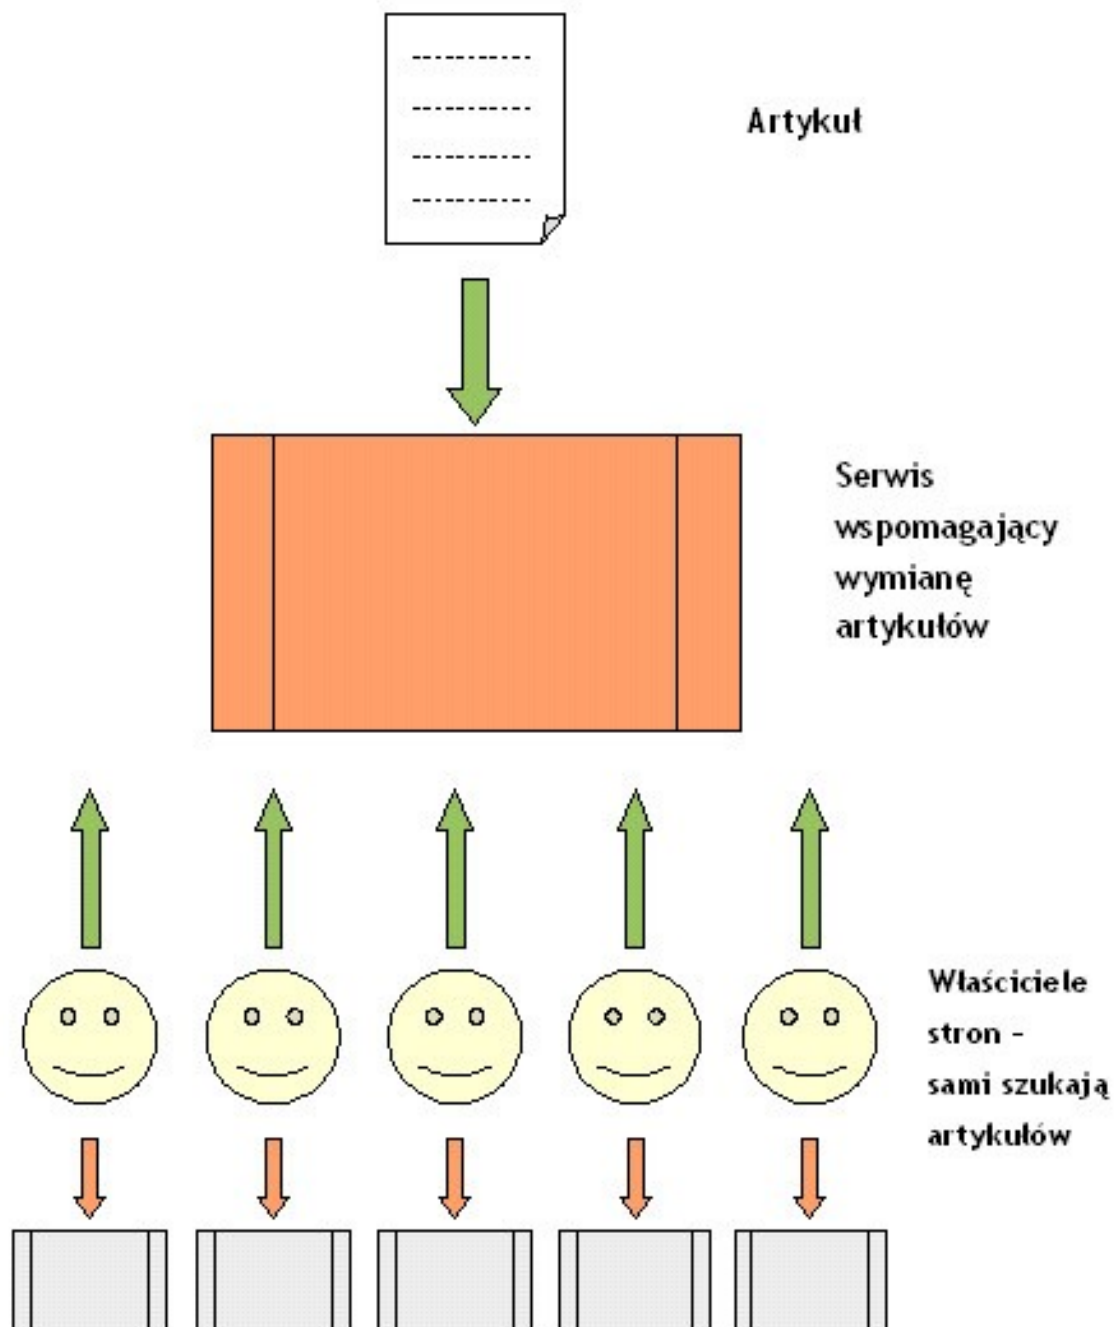 Artykuł
Serwis
wspomagający
wymianę
artykułów
Właściciele
stron -
sami szukają
artykułów